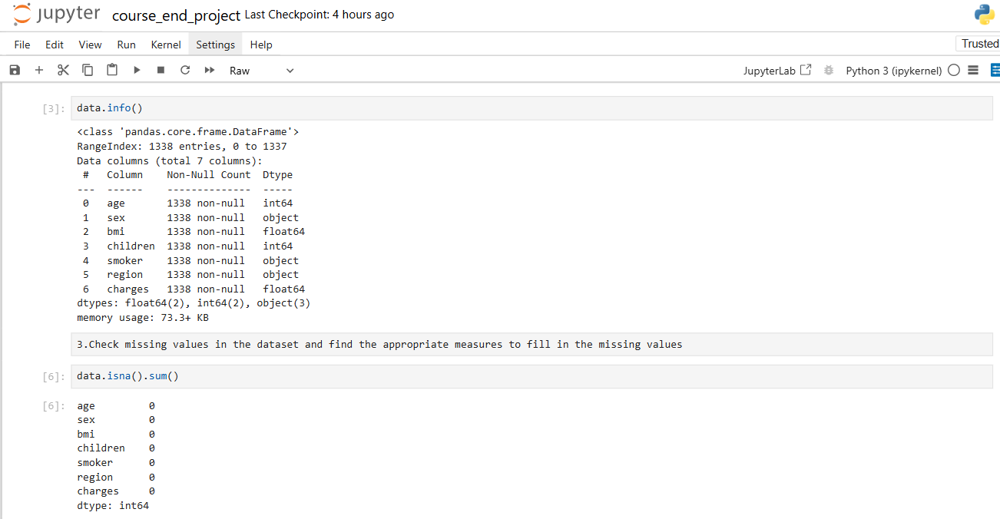 jupyter course_end_project Last Checkpoint: 4 hours ago
File Edit View Run Kernel Settings Help Trusted
Raw JupyterLab Python 3 (ipykernel)
[3]: data.info()
<class 'pandas.core.frame.DataFrame'>
RangeIndex: 1338 entries, 0 to 1337
Data columns (total 7 columns):
 #   Column    Non-Null Count  Dtype
---  ------    --------------  -----
 0   age       1338 non-null   int64
 1   sex       1338 non-null   object
 2   bmi       1338 non-null   float64
 3   children  1338 non-null   int64
 4   smoker    1338 non-null   object
 5   region    1338 non-null   object
 6   charges   1338 non-null   float64
dtypes: float64(2), int64(2), object(3)
memory usage: 73.3+ KB
3.Check missing values in the dataset and find the appropriate measures to fill in the missing values
[6]: data.isna().sum()
[6]: age         0
sex         0
bmi         0
children    0
smoker      0
region      0
charges     0
dtype: int64